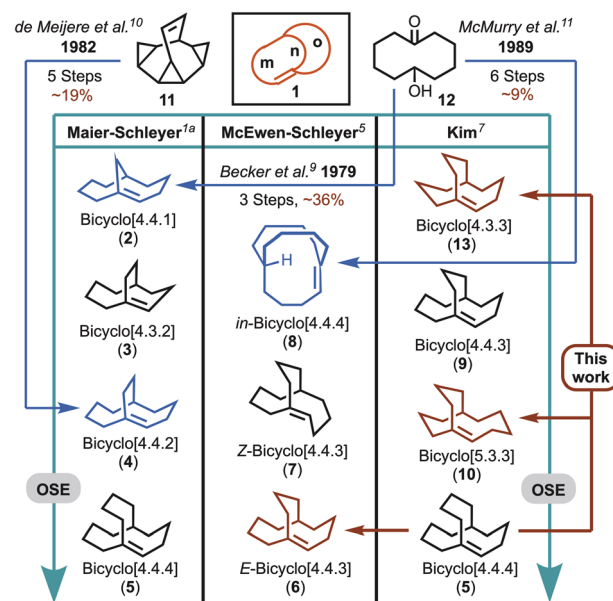 de Meijere et al.10
1982
5 Steps
~19%
11
m
n
o
1
O
OH
12
McMurry et al.11
1989
6 Steps
~9%
Maier-Schleyer1a
McEwen-Schleyer5
Kim7
Becker et al.9 1979
3 Steps, ~36%
Bicyclo[4.4.1]
(2)
Bicyclo[4.3.2]
(3)
Bicyclo[4.4.2]
(4)
Bicyclo[4.4.4]
(5)
H
in-Bicyclo[4.4.4]
(8)
Z-Bicyclo[4.4.3]
(7)
E-Bicyclo[4.4.3]
(6)
Bicyclo[4.3.3]
(13)
Bicyclo[4.4.3]
(9)
Bicyclo[5.3.3]
(10)
Bicyclo[4.4.4]
(5)
This
work
OSE
OSE